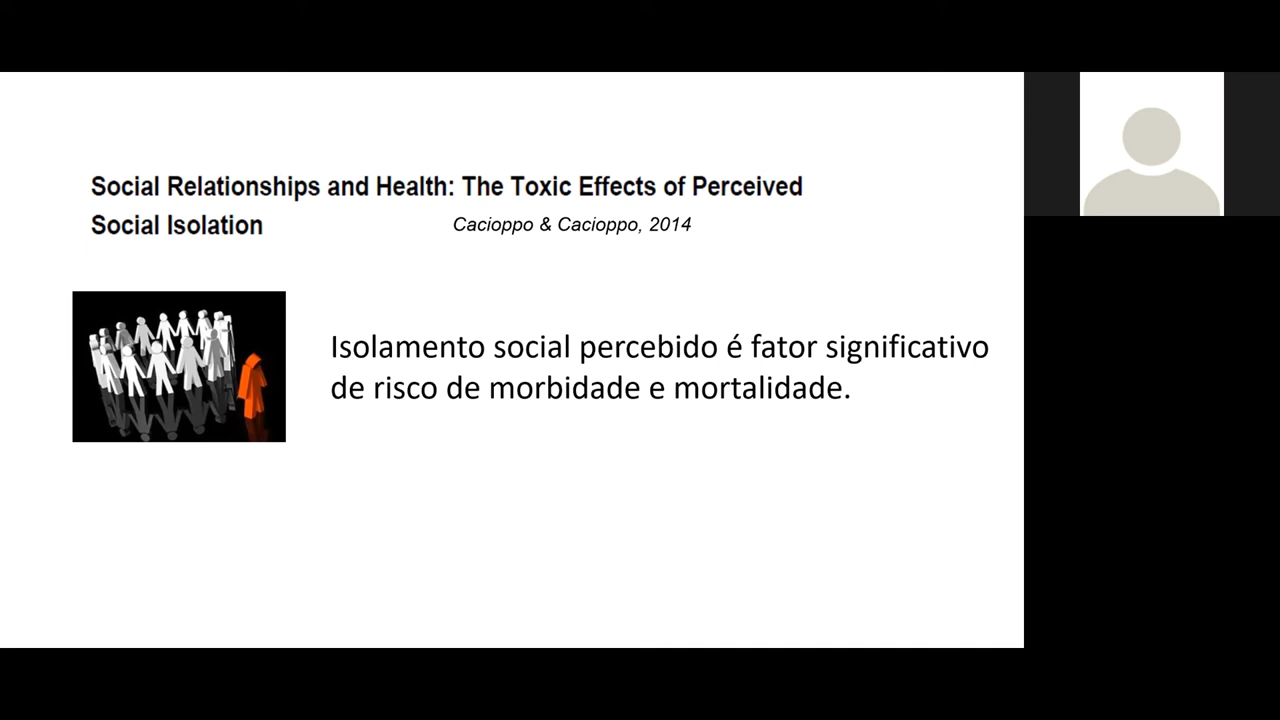 Social Relationships and Health: The Toxic Effects of Perceived
Social Isolation Cacioppo & Cacioppo, 2014
Isolamento social percebido é fator significativo
de risco de morbidade e mortalidade.